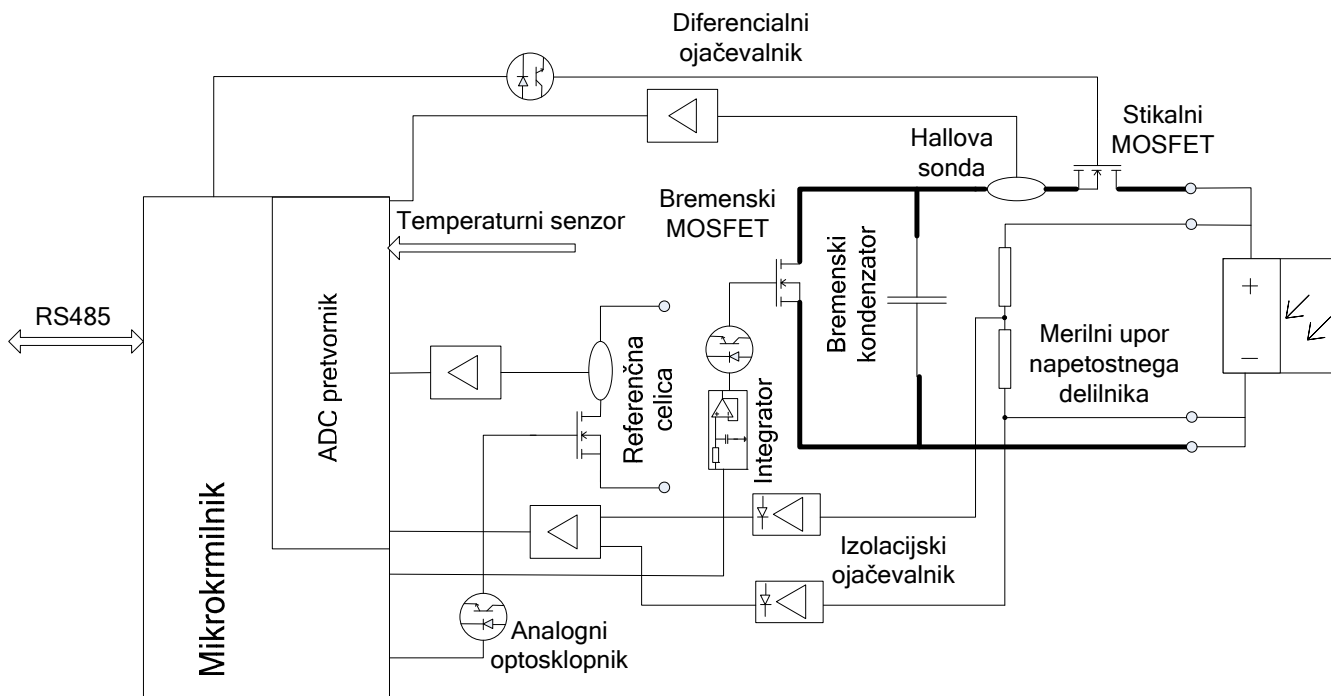 Diferencialni
ojačevalnik
Stikalni
MOSFET
Hallova
sonda
Bremenski
MOSFET
Temperaturni senzor
RS485
Bremenski
kondenzator
+
Merilni upor
napetostnega
delilnika
–
ADC pretvornik
Referenčna
celica
Integrator
Mikrokrmilnik
Izolacijski
ojačevalnik
Analogni
optosklopnik